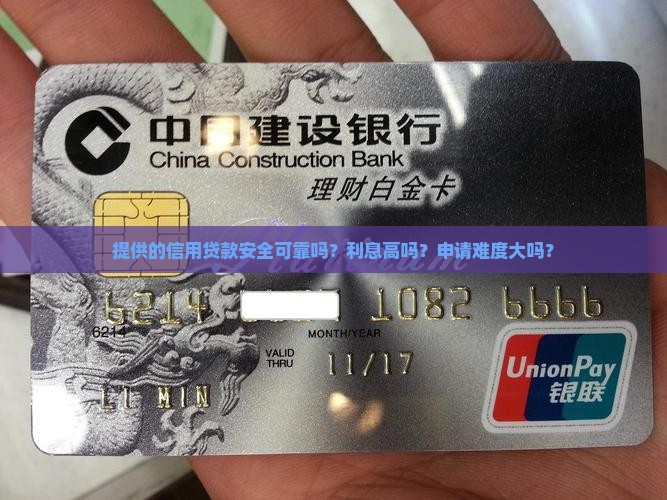 中国建设银行
China Construction Bank
理财白金卡
提供的信用贷款安全可靠吗？利息高吗？申请难度大吗？
6214 1082 6666
6214
MONTH/YEAR
VALID
THRU 11/17
LI MIN
UnionPay
银联